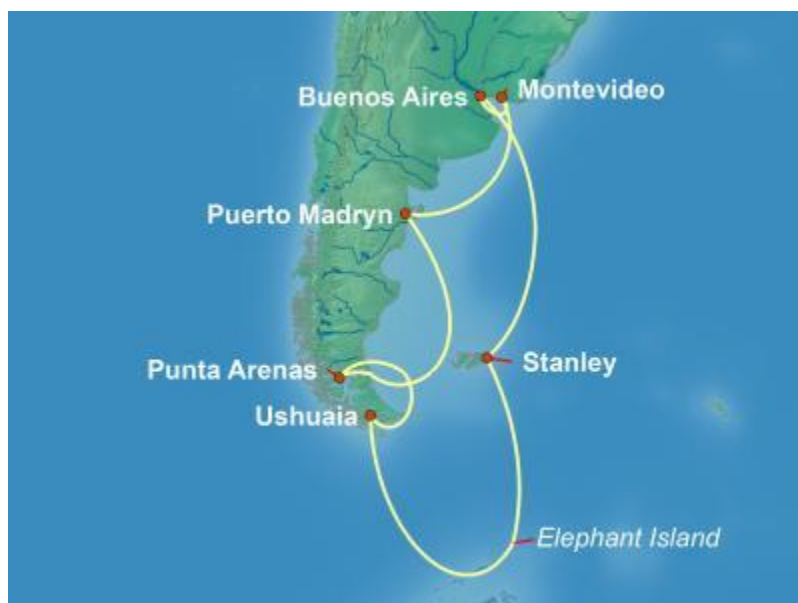 Buenos Aires
Montevideo
Puerto Madryn
Stanley
Punta Arenas
Ushuaia
Elephant Island